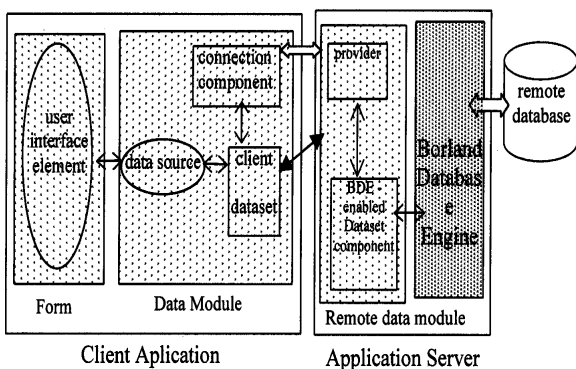 user
interface
element
Form
data source
connection
component
client
dataset
Data Module
Client Aplication
provider
BDE -
enabled
Dataset
component
Remote data module
Borland
Databas
e
Engine
Application Server
remote
database